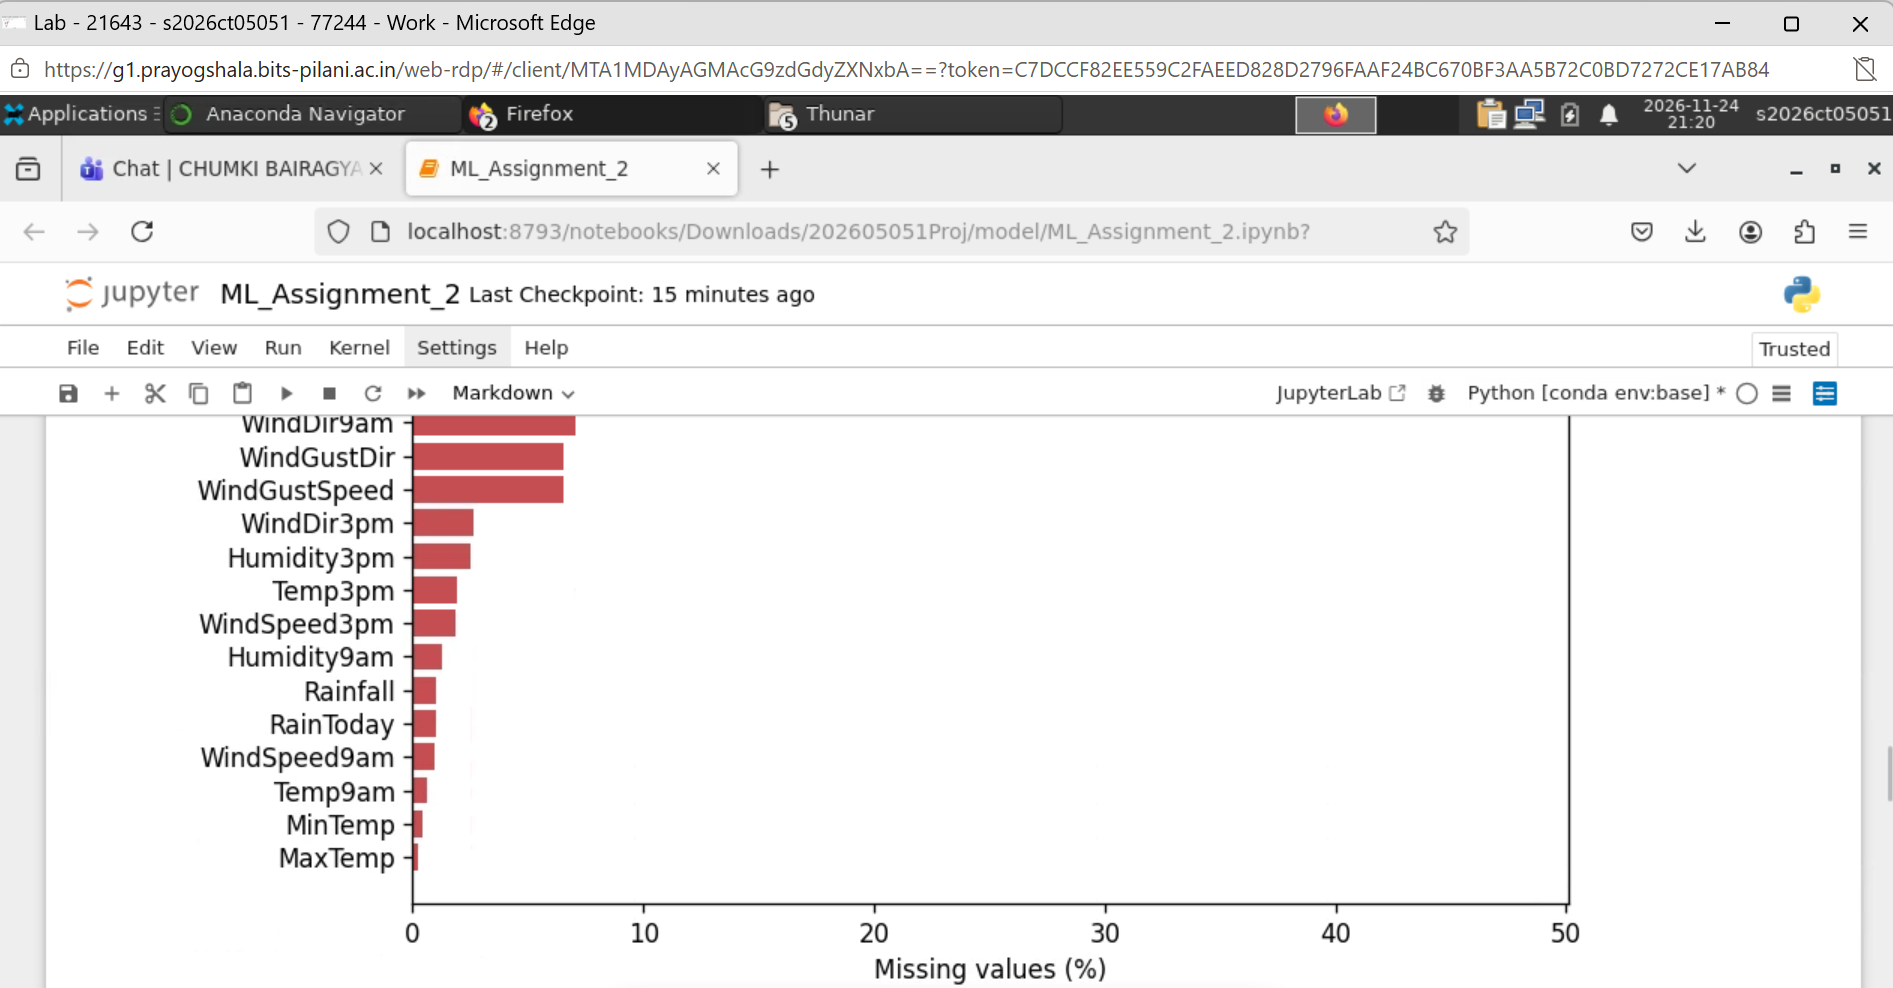 Lab - 21643 - s2026ct05051 - 77244 - Work - Microsoft Edge
https://g1.prayogshala.bits-pilani.ac.in/web-rdp/#/client/MTA1MDAyAGMAcG9zdGdyZXNxbA==?token=C7DCCF82EE559C2FAEED828D2796FAAF24BC670BF3AA5B72C0BD7272CE17AB84
Applications
Anaconda Navigator
2
Firefox
5
Thunar
2026-11-24
21:20
s2026ct05051
Chat | CHUMKI BAIRAGYA
ML_Assignment_2
localhost:8793/notebooks/Downloads/202605051Proj/model/ML_Assignment_2.ipynb?
jupyter ML_Assignment_2 Last Checkpoint: 15 minutes ago
File Edit View Run Kernel Settings Help
Trusted
Markdown
JupyterLab
Python [conda env:base] *
WindDir9am
WindGustDir
WindGustSpeed
WindDir3pm
Humidity3pm
Temp3pm
WindSpeed3pm
Humidity9am
Rainfall
RainToday
WindSpeed9am
Temp9am
MinTemp
MaxTemp
0 10 20 30 40 50
Missing values (%)